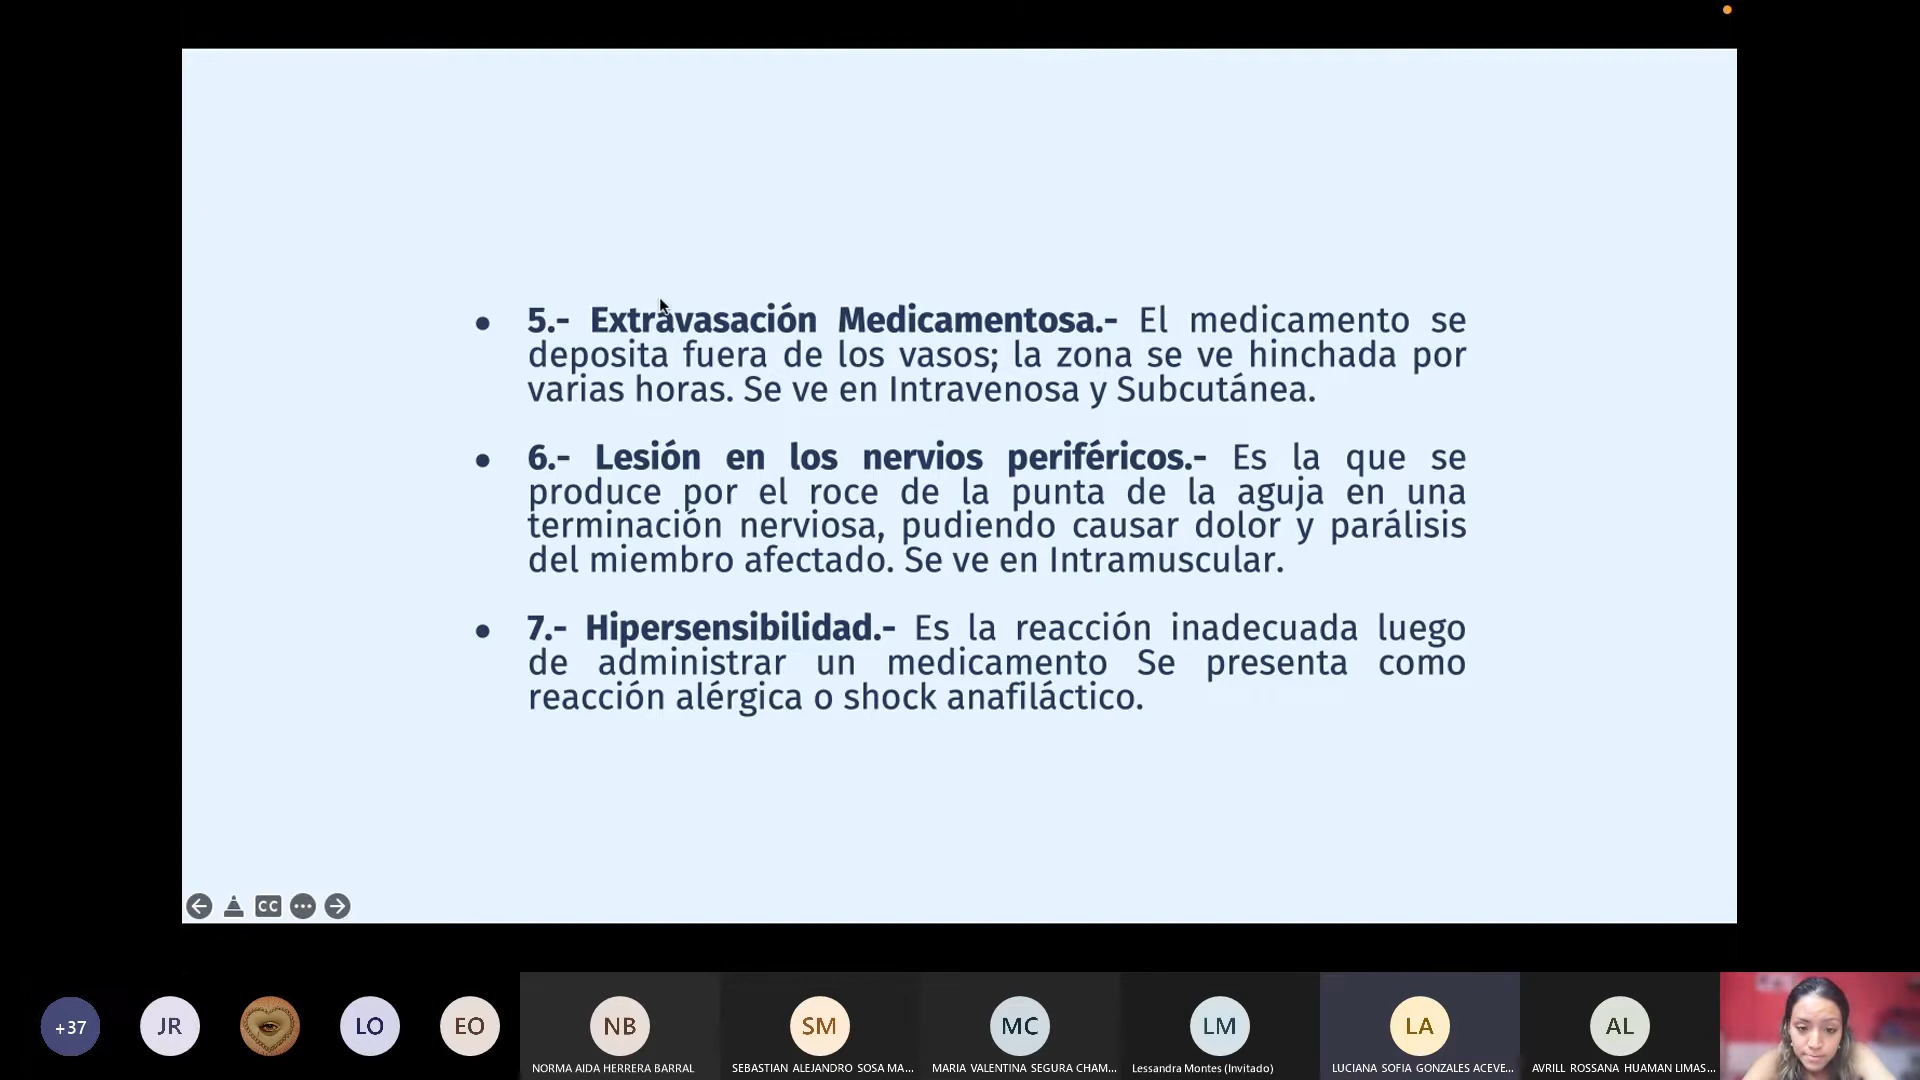 • 5.- Extravasación Medicamentosa.- El medicamento se
deposita fuera de los vasos; la zona se ve hinchada por
varias horas. Se ve en Intravenosa y Subcutánea.
• 6.- Lesión en los nervios periféricos.- Es la que se
produce por el roce de la punta de la aguja en una
terminación nerviosa, pudiendo causar dolor y parálisis
del miembro afectado. Se ve en Intramuscular.
• 7.- Hipersensibilidad.- Es la reacción inadecuada luego
de administrar un medicamento Se presenta como
reacción alérgica o shock anafiláctico.
CC
+37 JR LO EO NB SM MC LM LA AL
NORMA AIDA HERRERA BARRAL SEBASTIAN ALEJANDRO SOSA MA... MARIA VALENTINA SEGURA CHAM... Lessandra Montes (Invitado) LUCIANA SOFIA GONZALES ACEVE... AVRILL ROSSANA HUAMAN LIMAS...